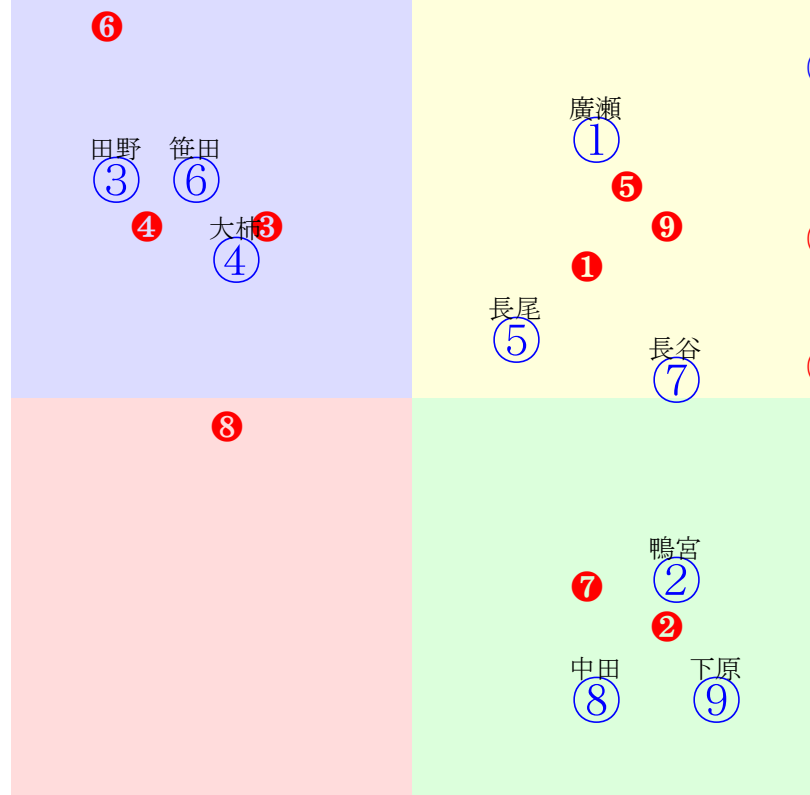 ❻
廣瀬
①
田野 笹田
③ ⑥
❺
❹ 大柿 ❸ ❾
④
❶
長尾
⑤
長谷
⑦
❽
鴨宮
②
❼
❷
中田 下原
⑧ ⑨